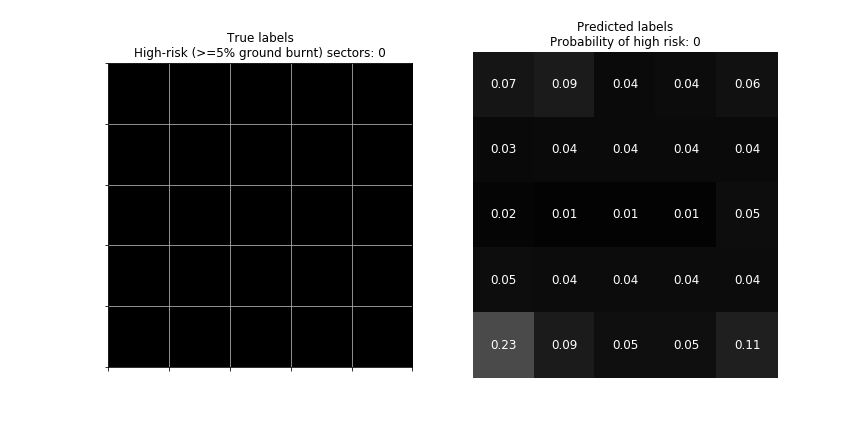 True labels
High-risk (>=5% ground burnt) sectors: 0
Predicted labels
Probability of high risk: 0
0.07 0.09 0.04 0.04 0.06
0.03 0.04 0.04 0.04 0.04
0.02 0.01 0.01 0.01 0.05
0.05 0.04 0.04 0.04 0.04
0.23 0.09 0.05 0.05 0.11